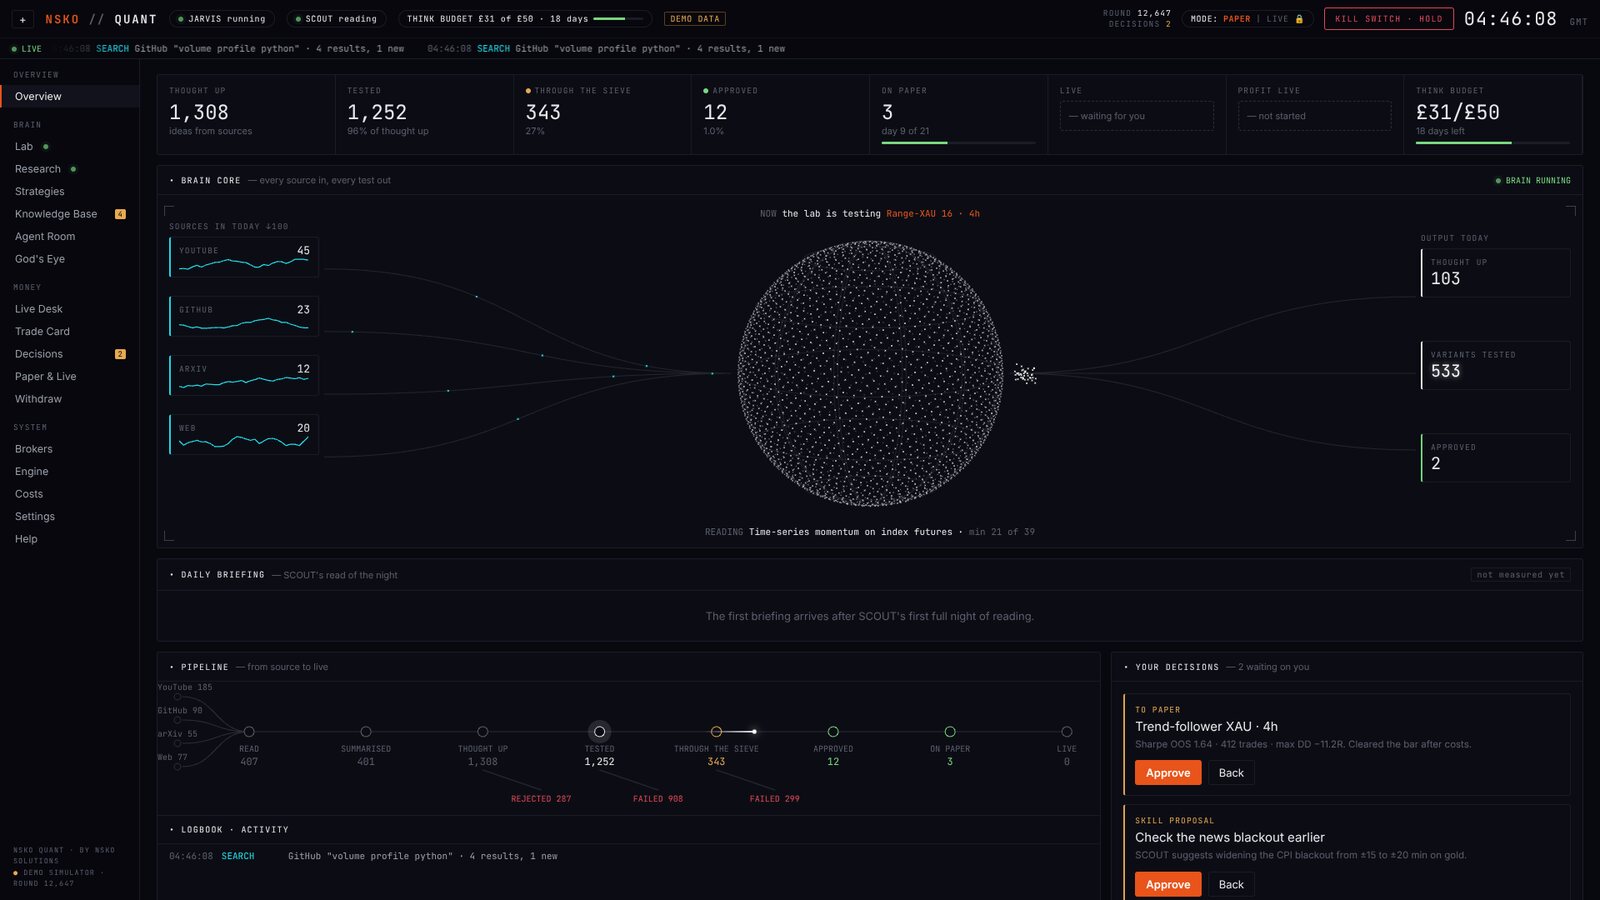 + NSKO // QUANT JARVIS running SCOUT reading THINK BUDGET £31 of £50 · 18 days DEMO DATA ROUND 12,647 MODE: PAPER | LIVE KILL SWITCH · HOLD 04:46:08 GMT
DECISIONS 2
LIVE SEARCH GitHub "volume profile python" · 4 results, 1 new 04:46:08 SEARCH GitHub "volume profile python" · 4 results, 1 new
OVERVIEW
Overview
BRAIN
Lab
Research
Strategies
Knowledge Base 4
Agent Room
God's Eye
MONEY
Live Desk
Trade Card
Decisions 2
Paper & Live
Withdraw
SYSTEM
Brokers
Engine
Costs
Settings
Help
NSKO QUANT · BY NSKO
SOLUTIONS
DEMO SIMULATOR ·
ROUND 12,647
THOUGHT UP
1,308
ideas from sources
TESTED
1,252
96% of thought up
THROUGH THE SIEVE
343
27%
APPROVED
12
1.0%
ON PAPER
3
day 9 of 21
LIVE
— waiting for you
PROFIT LIVE
— not started
THINK BUDGET
£31/£50
18 days left
• BRAIN CORE — every source in, every test out
BRAIN RUNNING
NOW the lab is testing Range-XAU 16 · 4h
SOURCES IN TODAY ↓100
YOUTUBE 45
GITHUB 23
ARXIV 12
WEB 20
OUTPUT TODAY
THOUGHT UP
103
VARIANTS TESTED
533
APPROVED
2
READING Time-series momentum on index futures · min 21 of 39
• DAILY BRIEFING — SCOUT's read of the night
not measured yet
The first briefing arrives after SCOUT's first full night of reading.
• PIPELINE — from source to live
YouTube 185
GitHub 90
arXiv 55
Web 77
READ
407
SUMMARISED
401
THOUGHT UP
1,308
TESTED
1,252
THROUGH THE SIEVE
343
APPROVED
12
ON PAPER
3
LIVE
0
REJECTED 287
FAILED 908
FAILED 299
• LOGBOOK · ACTIVITY
04:46:08 SEARCH GitHub "volume profile python" · 4 results, 1 new
• YOUR DECISIONS — 2 waiting on you
TO PAPER
Trend-follower XAU · 4h
Sharpe OOS 1.64 · 412 trades · max DD −11.2R. Cleared the bar after costs.
Approve Back
SKILL PROPOSAL
Check the news blackout earlier
SCOUT suggests widening the CPI blackout from ±15 to ±20 min on gold.
Approve Back